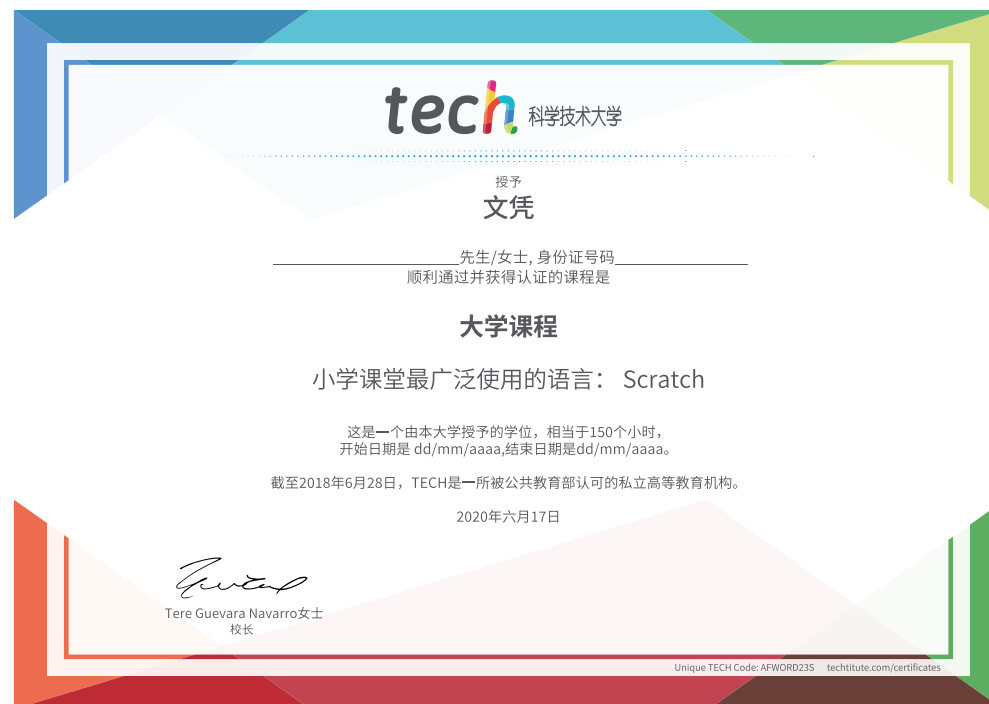 tech 科学技术大学
授予
文凭
先生/女士, 身份证号码
顺利通过并获得认证的课程是
大学课程
小学课堂最广泛使用的语言： Scratch
这是一个由本大学授予的学位，相当于150个小时，
开始日期是 dd/mm/aaaa,结束日期是dd/mm/aaaa。
截至2018年6月28日，TECH是一所被公共教育部认可的私立高等教育机构。
2020年六月17日
Tere Guevara Navarro女士
校长
Unique TECH Code: AFWORD23S techtitute.com/certificates